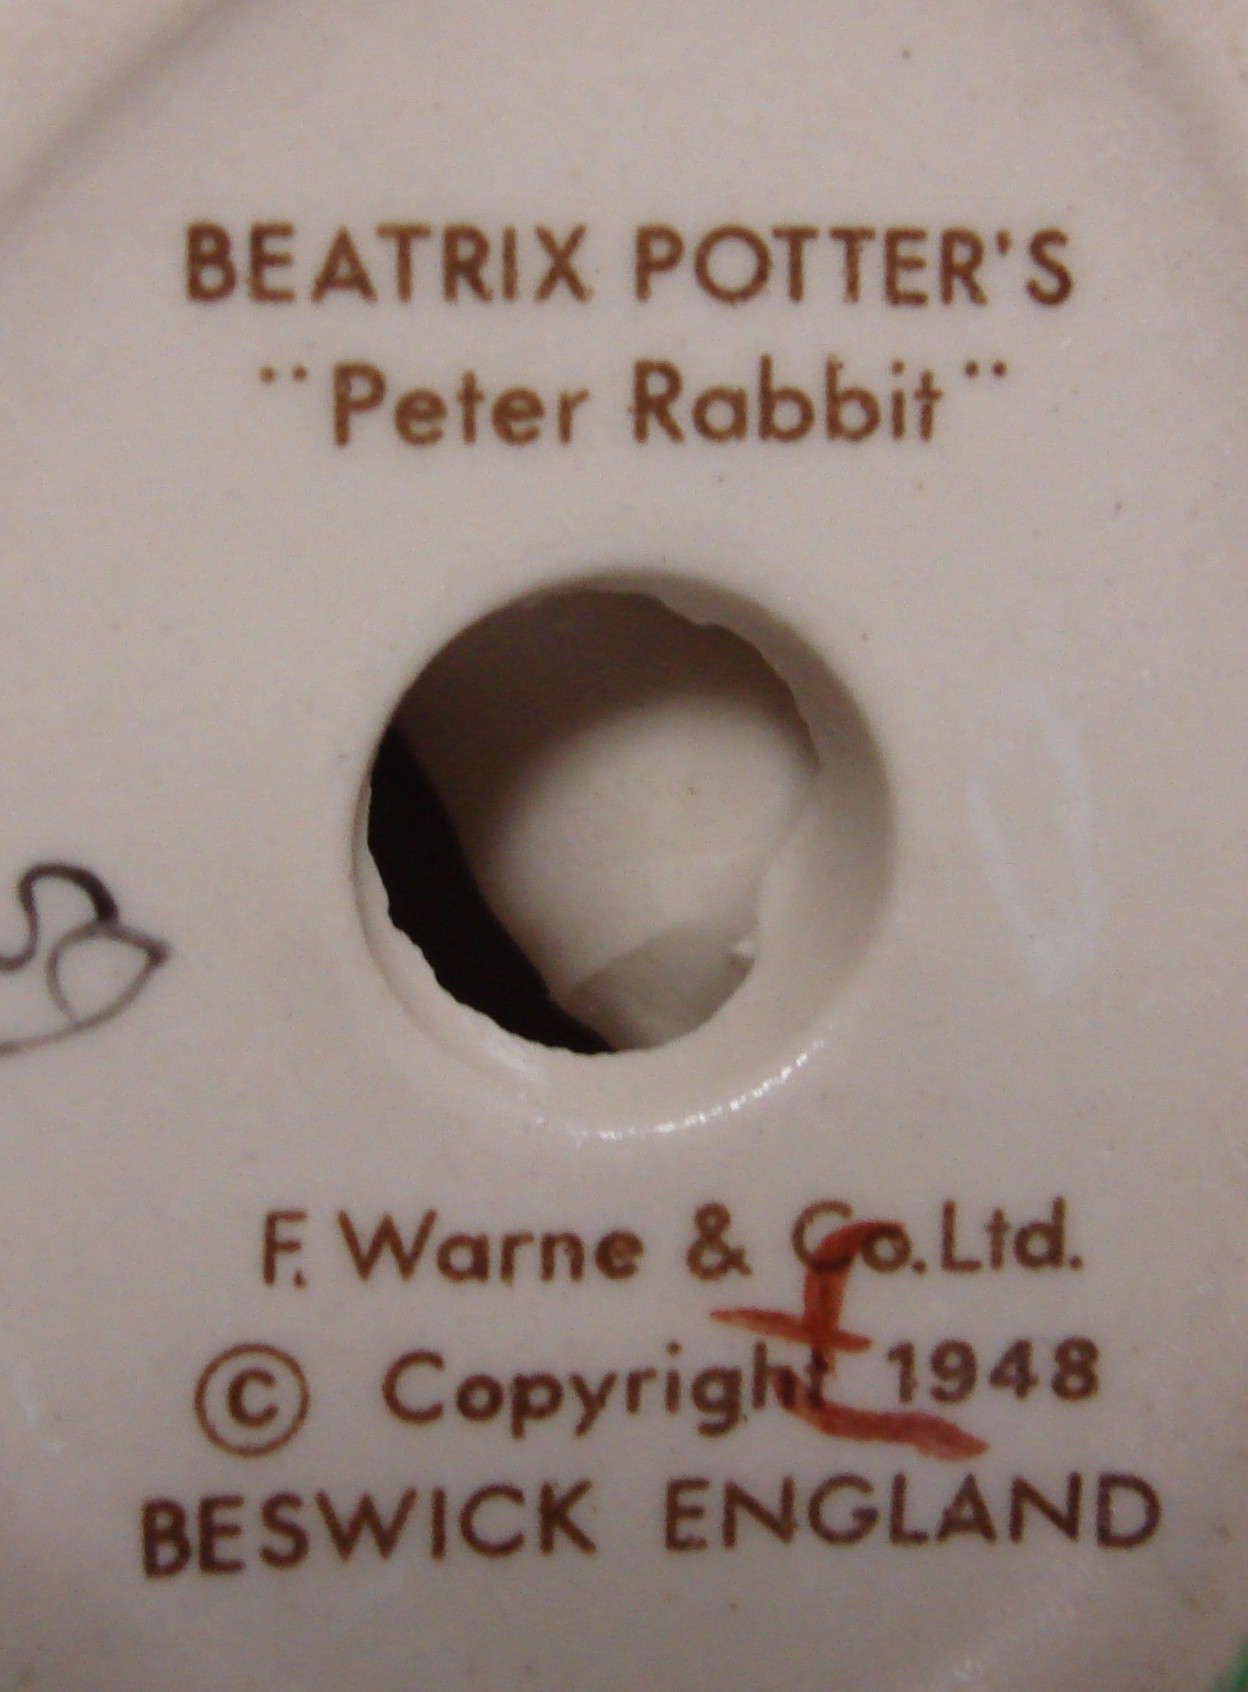 BEATRIX POTTER'S
¨Peter Rabbit¨
F. Warne & Co. Ltd.
© Copyright 1948
BESWICK ENGLAND